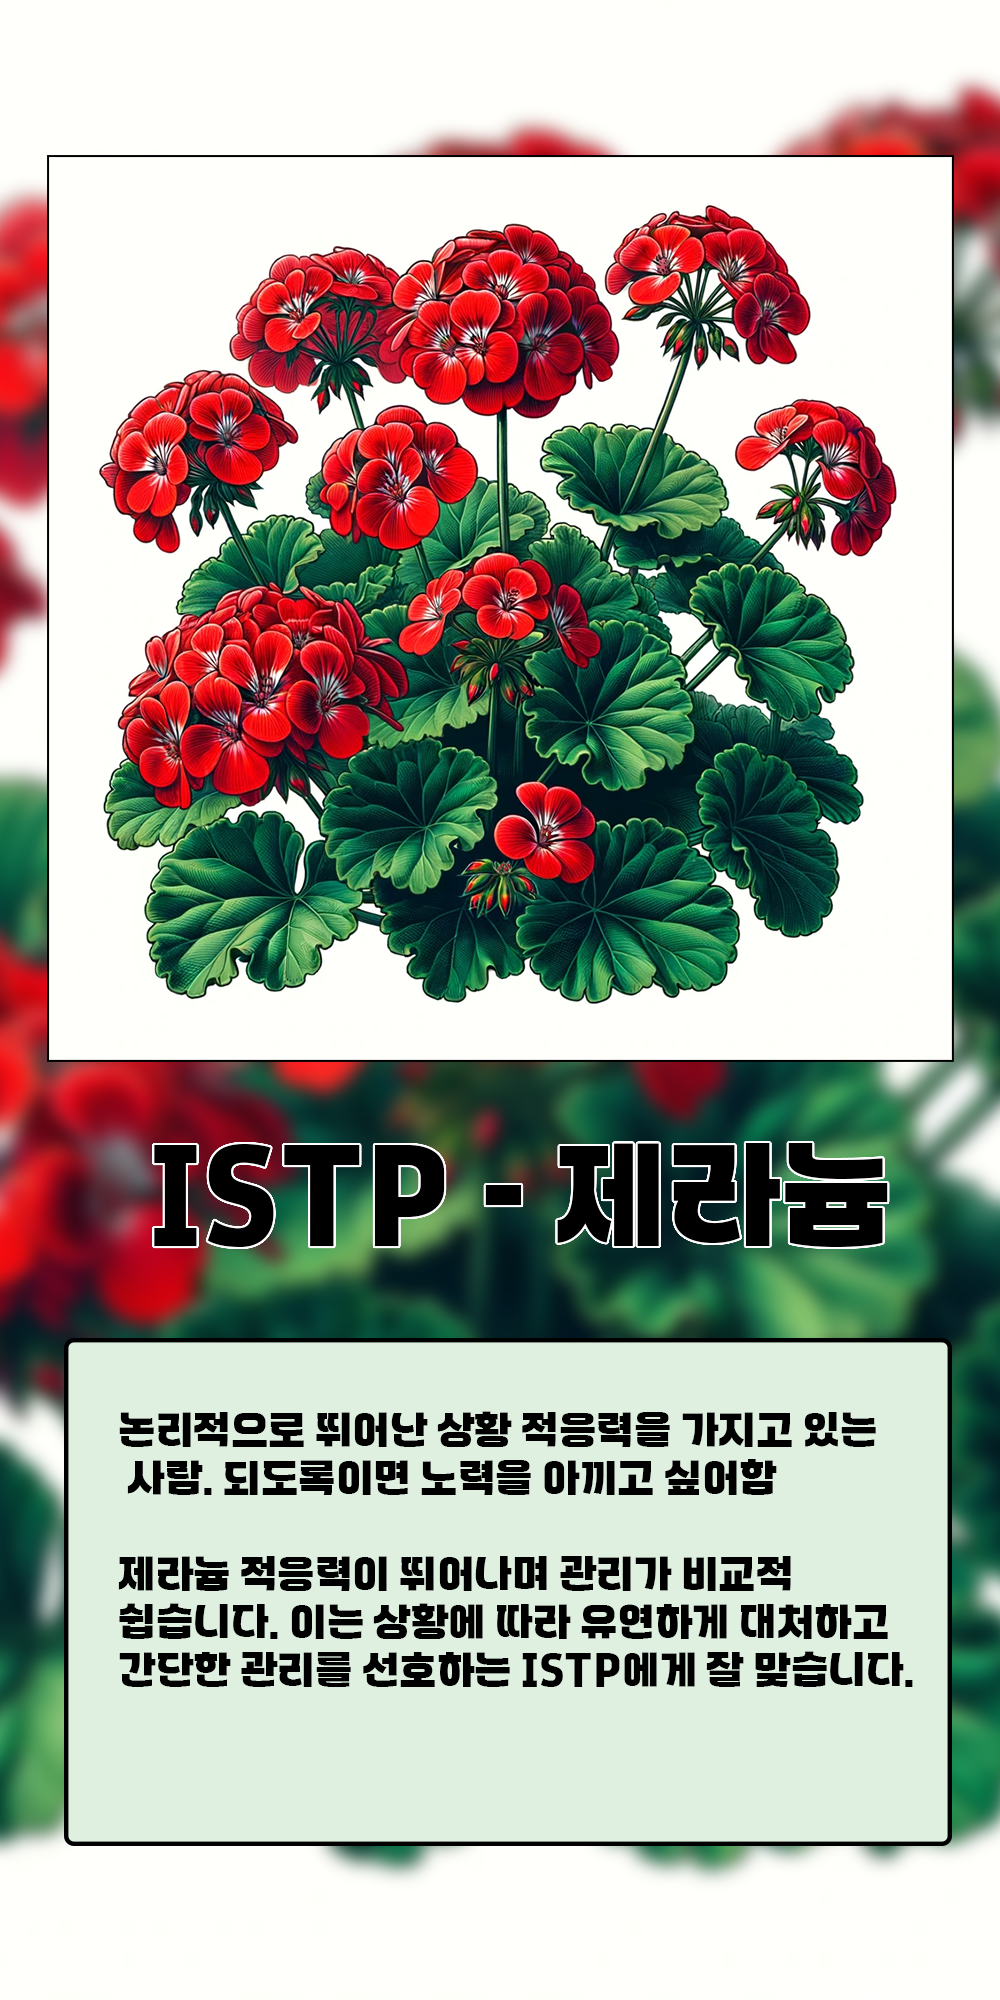 ISTP - 제라늄
논리적으로 뛰어난 상황 적응력을 가지고 있는
사람. 되도록이면 노력을 아끼고 싶어함
제라늄 적응력이 뛰어나며 관리가 비교적
쉽습니다. 이는 상황에 따라 유연하게 대처하고
간단한 관리를 선호하는 ISTP에게 잘 맞습니다.